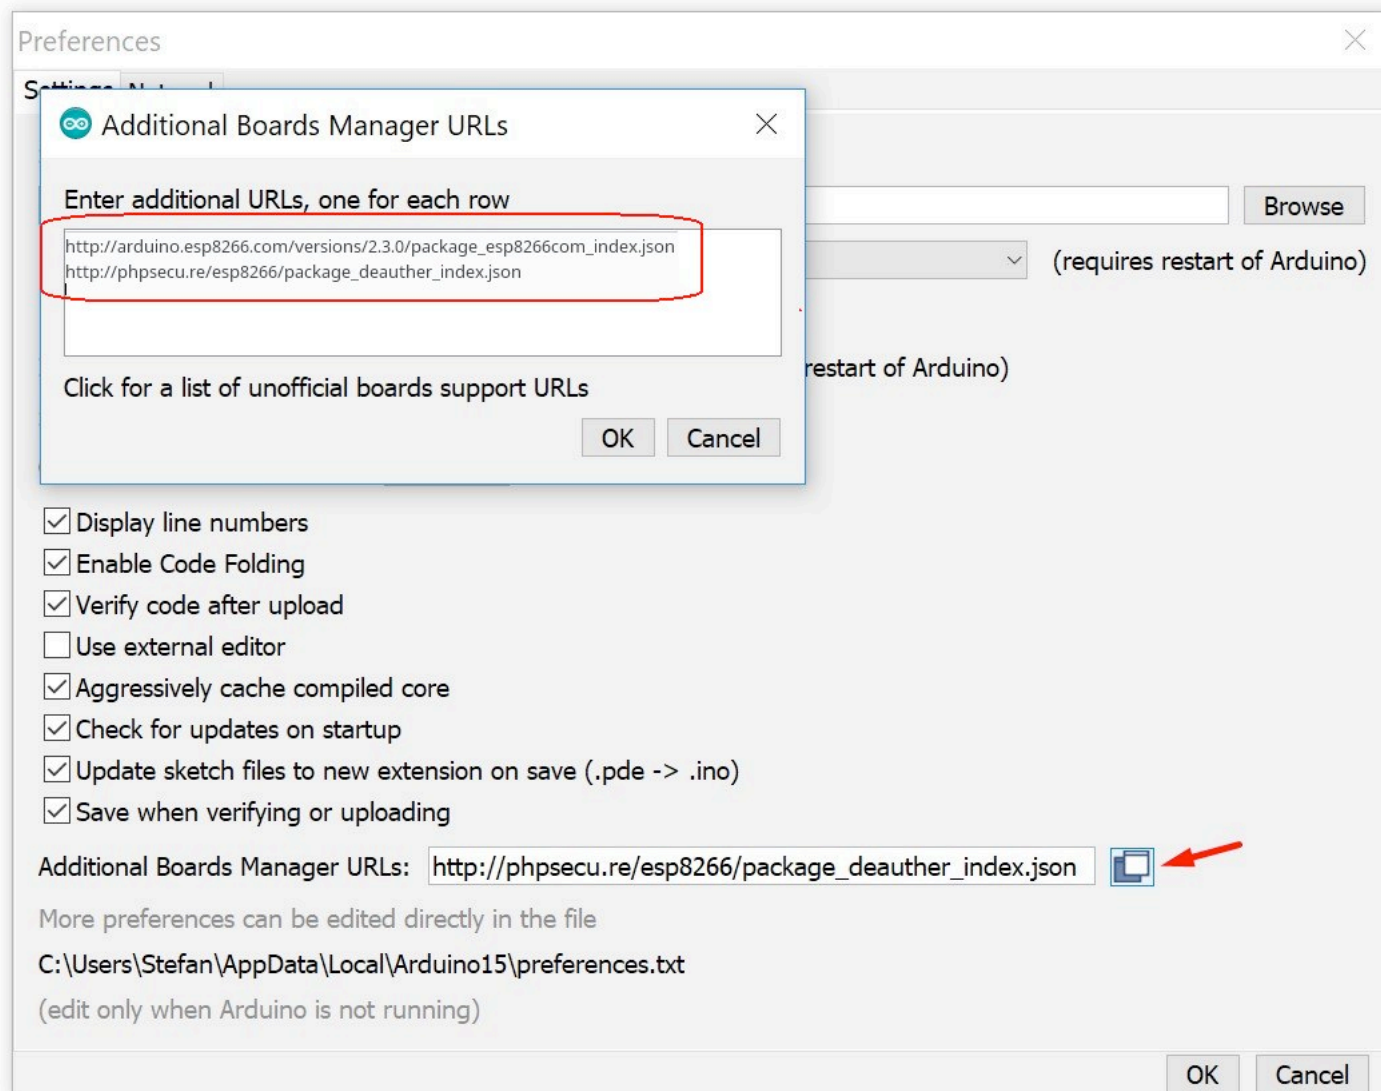 Preferences
Settings
Additional Boards Manager URLs
Enter additional URLs, one for each row
http://arduino.esp8266.com/versions/2.3.0/package_esp8266com_index.json
http://phpsecu.re/esp8266/package_deauther_index.json
Browse
(requires restart of Arduino)
restart of Arduino)
Click for a list of unofficial boards support URLs
OK
Cancel
Display line numbers
Enable Code Folding
Verify code after upload
Use external editor
Aggressively cache compiled core
Check for updates on startup
Update sketch files to new extension on save (.pde -> .ino)
Save when verifying or uploading
Additional Boards Manager URLs: http://phpsecu.re/esp8266/package_deauther_index.json
More preferences can be edited directly in the file
C:\Users\Stefan\AppData\Local\Arduino15\preferences.txt
(edit only when Arduino is not running)
OK
Cancel